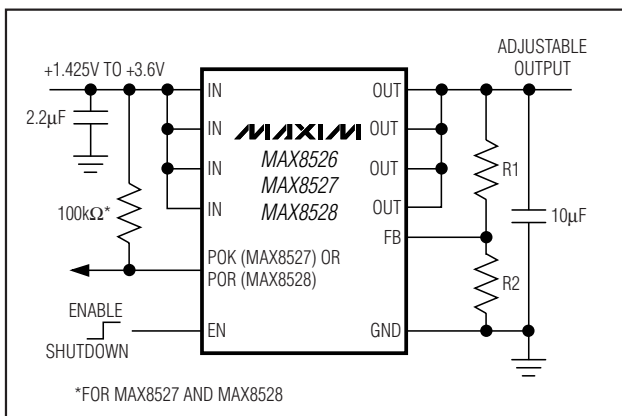 +1.425V TO +3.6V
ADJUSTABLE
OUTPUT
2.2µF
100kΩ*
IN
IN
IN
IN
MAXIM
MAX8526
MAX8527
MAX8528
OUT
OUT
OUT
OUT
FB
POK (MAX8527) OR
POR (MAX8528)
EN
GND
R1
R2
10µF
ENABLE
SHUTDOWN
*FOR MAX8527 AND MAX8528